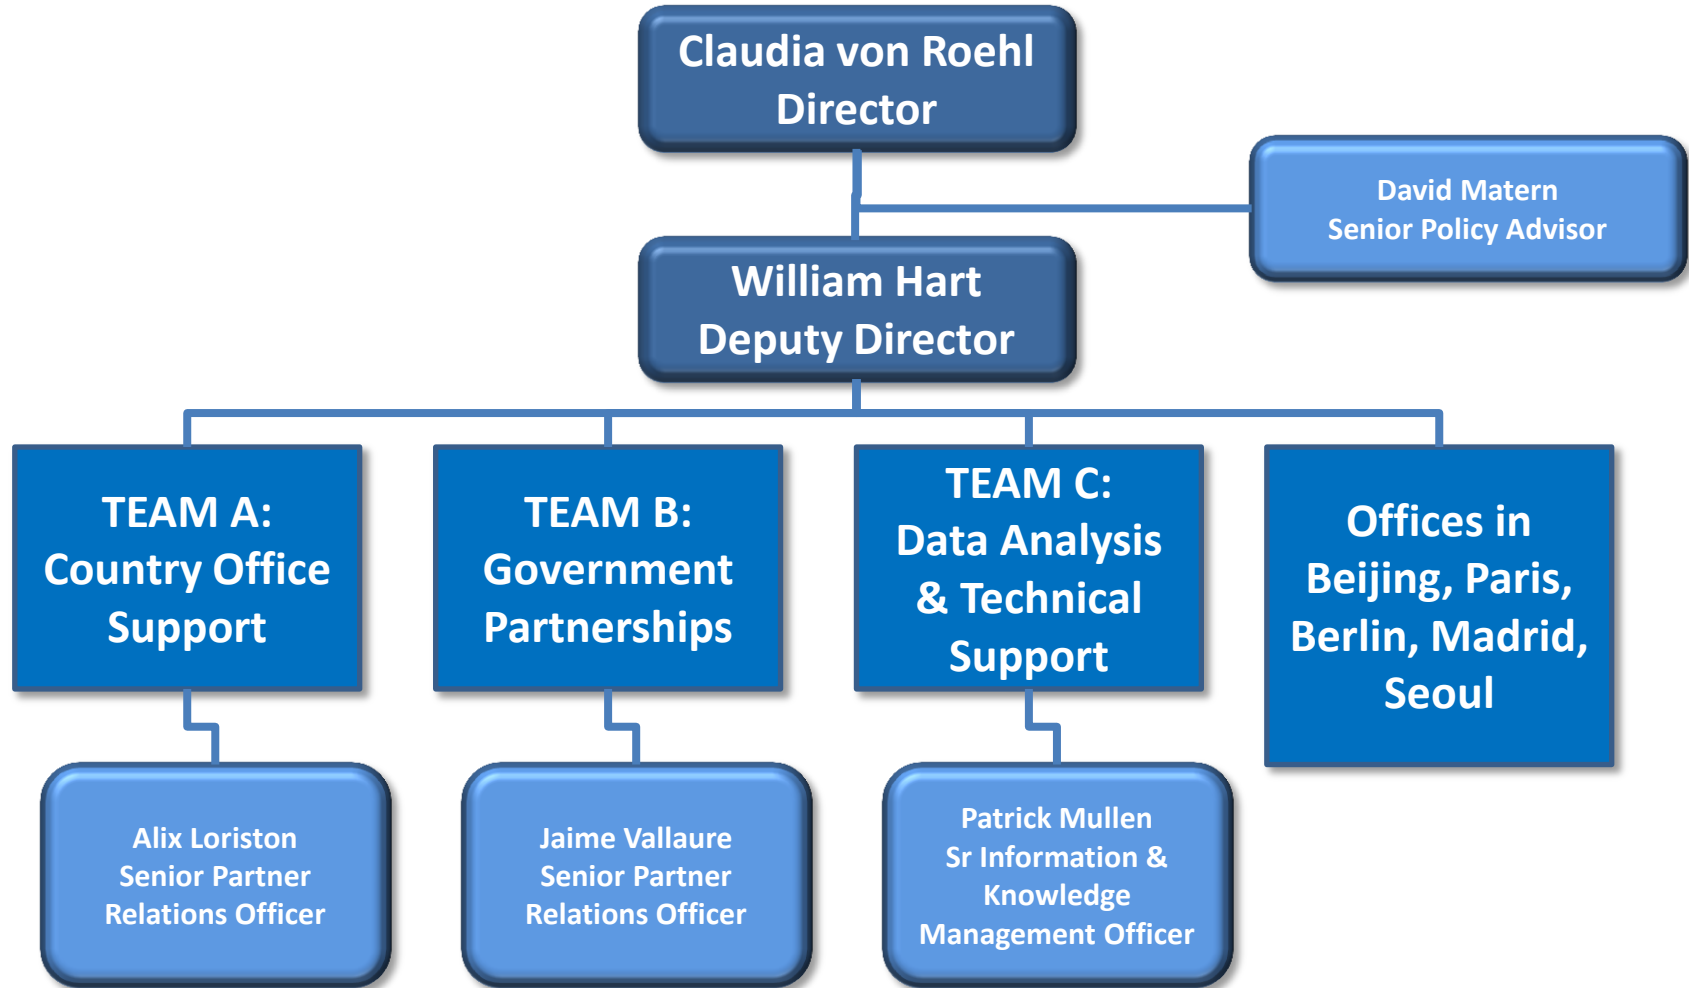 Claudia von Roehl
Director
David Matern
Senior Policy Advisor
William Hart
Deputy Director
TEAM A:
Country Office
Support
TEAM B:
Government
Partnerships
TEAM C:
Data Analysis
& Technical
Support
Offices in
Beijing, Paris,
Berlin, Madrid,
Seoul
Alix Loriston
Senior Partner
Relations Officer
Jaime Vallaure
Senior Partner
Relations Officer
Patrick Mullen
Sr Information &
Knowledge
Management Officer